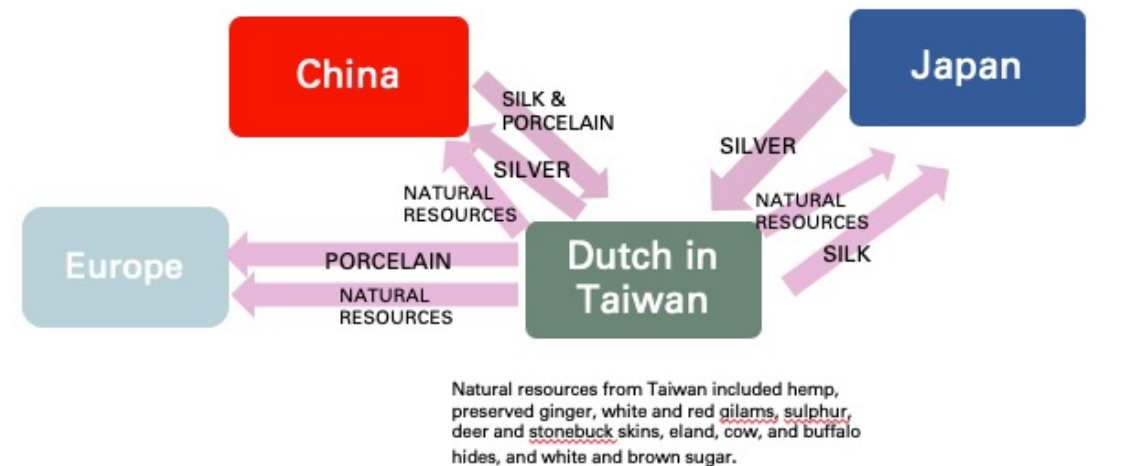 China
Japan
SILK &
PORCELAIN
SILVER
SILVER
NATURAL
RESOURCES
NATURAL
RESOURCES
SILK
Europe
PORCELAIN
NATURAL
RESOURCES
Dutch in
Taiwan
Natural resources from Taiwan included hemp,
preserved ginger, white and red gilams, sulphur,
deer and stonebuck skins, eland, cow, and buffalo
hides, and white and brown sugar.